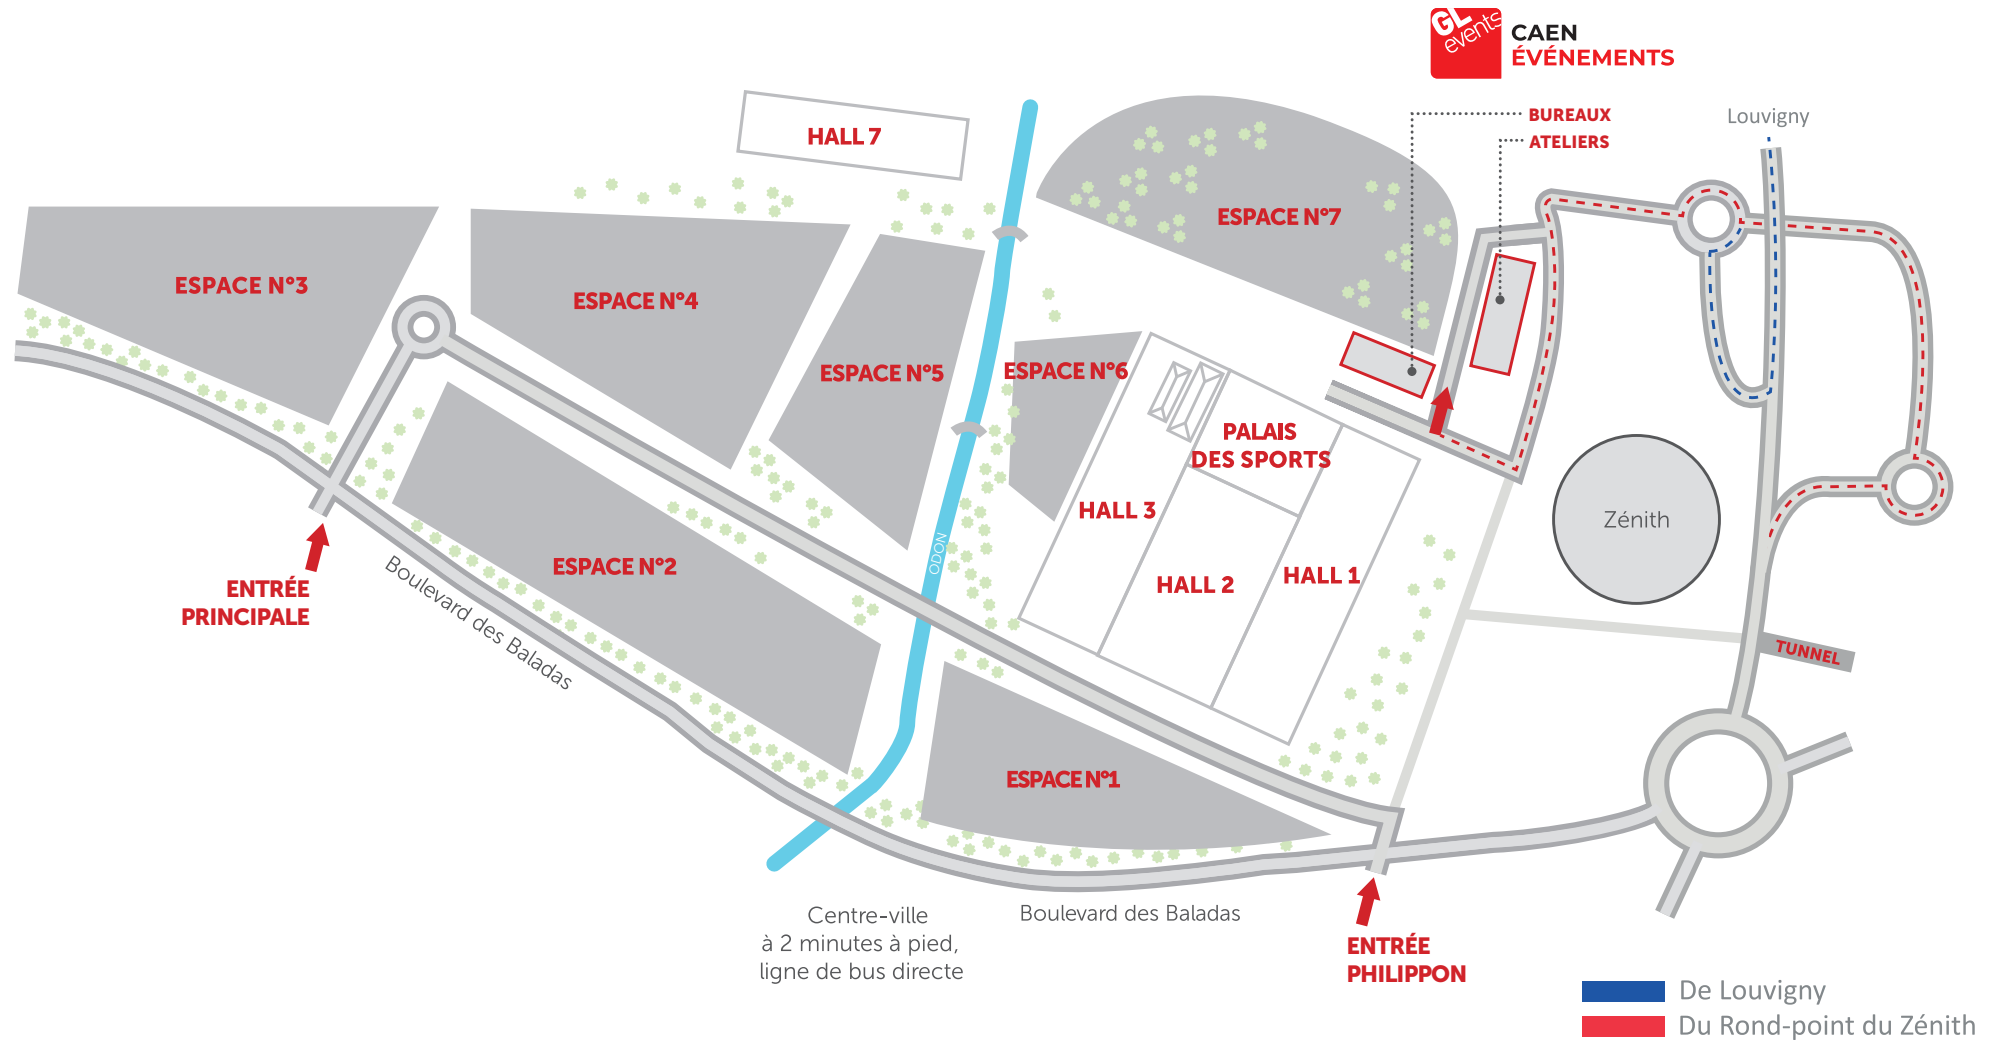 GL
events
CAEN
ÉVÉNEMENTS
BUREAUX
ATELIERS
Louvigny
HALL 7
ESPACE N°7
ESPACE N°3
ESPACE N°4
ESPACE N°5
ESPACE N°6
PALAIS
DES SPORTS
HALL 3
HALL 2
HALL 1
Zénith
ODON
ESPACE N°2
ENTRÉE
PRINCIPALE
Boulevard des Baladas
TUNNEL
ESPACE N°1
Centre-ville
à 2 minutes à pied,
ligne de bus directe
Boulevard des Baladas
ENTRÉE
PHILIPPON
De Louvigny
Du Rond-point du Zénith